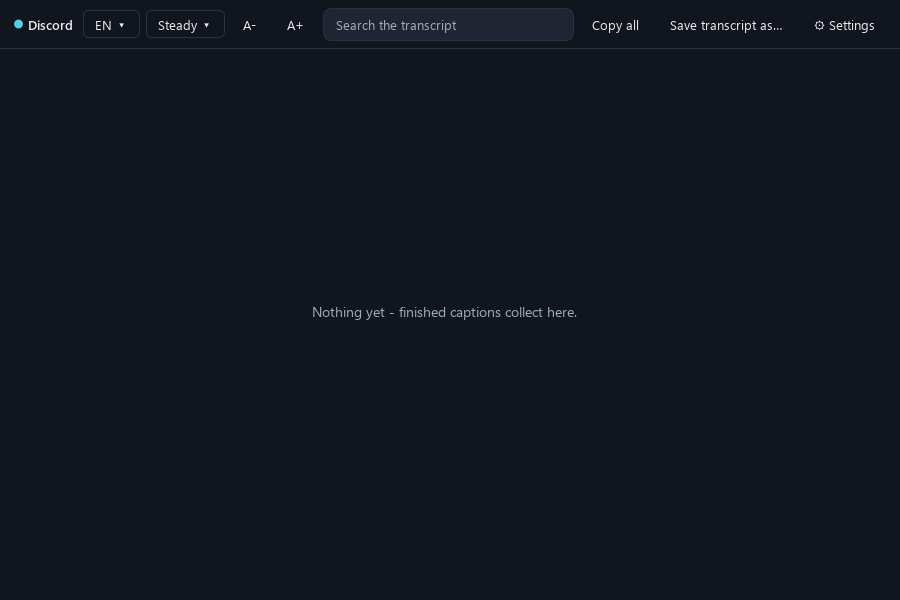 Discord EN ▾ Steady ▾ A- A+ Search the transcript Copy all Save transcript as... ⚙ Settings
Nothing yet - finished captions collect here.